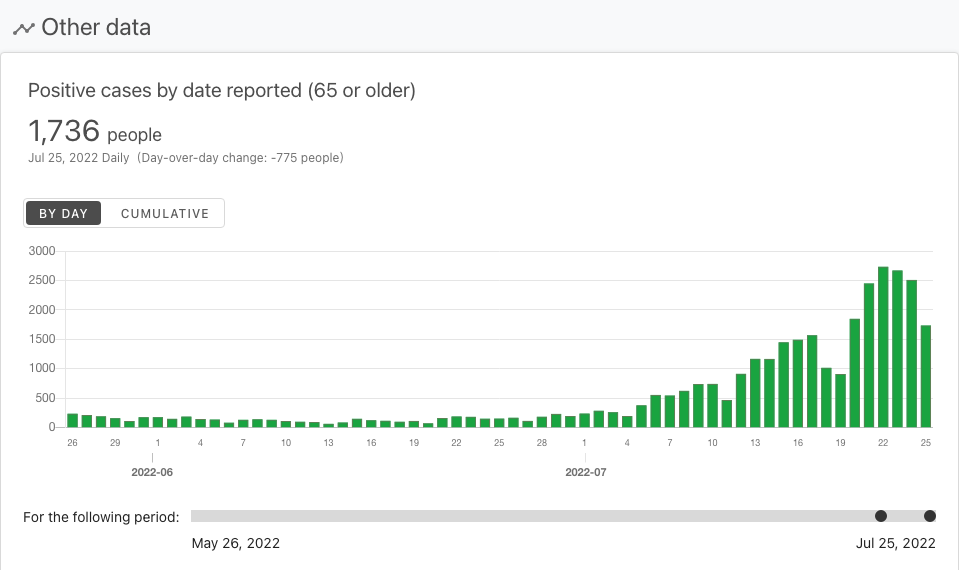 Other data
Positive cases by date reported (65 or older)
1,736 people
Jul 25, 2022 Daily (Day-over-day change: -775 people)
BY DAY CUMULATIVE
3000
2500
2000
1500
1000
500
0
26 29 1 4 7 10 13 16 19 22 25 28 1 4 7 10 13 16 19 22 25
2022-06 2022-07
For the following period:
May 26, 2022 Jul 25, 2022